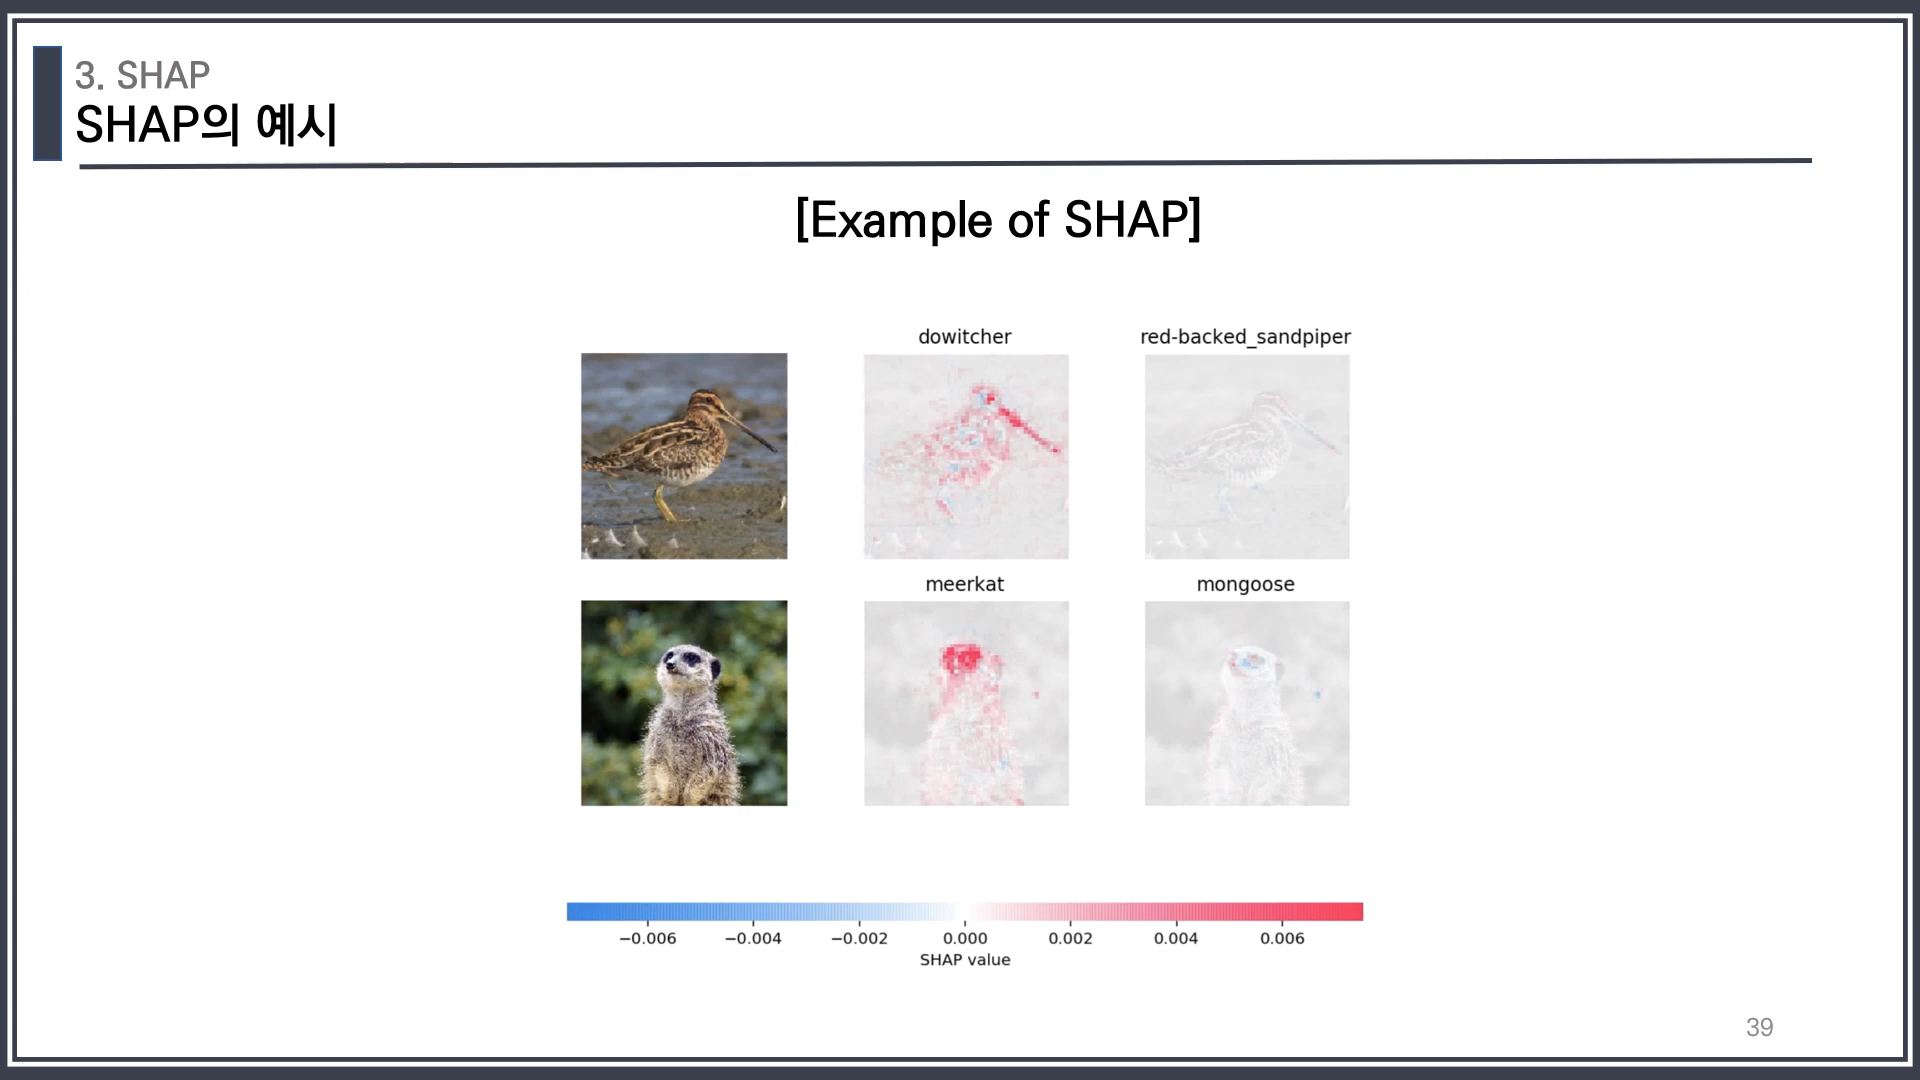 3. SHAP
SHAP의 예시
[Example of SHAP]
dowitcher
red-backed_sandpiper
meerkat
mongoose
−0.006 −0.004 −0.002 0.000 0.002 0.004 0.006
SHAP value
39